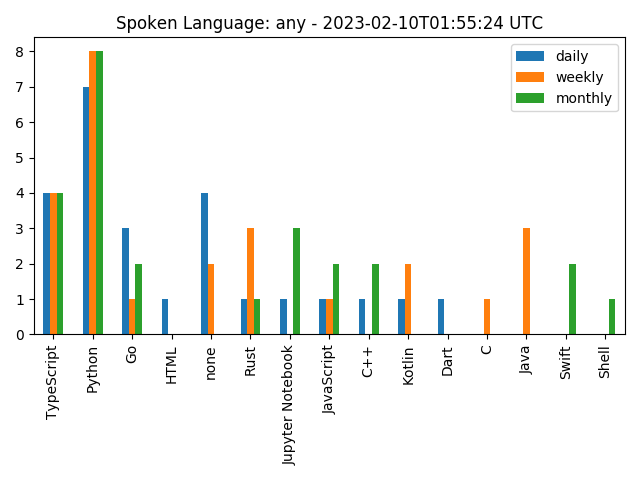 Spoken Language: any - 2023-02-10T01:55:24 UTC
daily
weekly
monthly
8
7
6
5
4
3
2
1
0
TypeScript
Python
Go
HTML
none
Rust
Jupyter Notebook
JavaScript
C++
Kotlin
Dart
C
Java
Swift
Shell